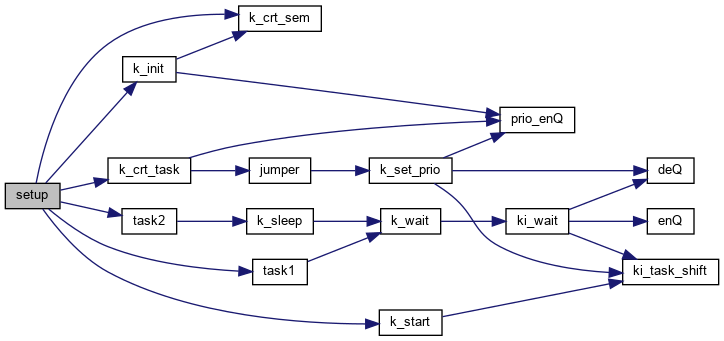 k_crt_sem
k_init
prio_enQ
k_crt_task
jumper
k_set_prio
deQ
setup
task2
k_sleep
k_wait
ki_wait
enQ
task1
ki_task_shift
k_start